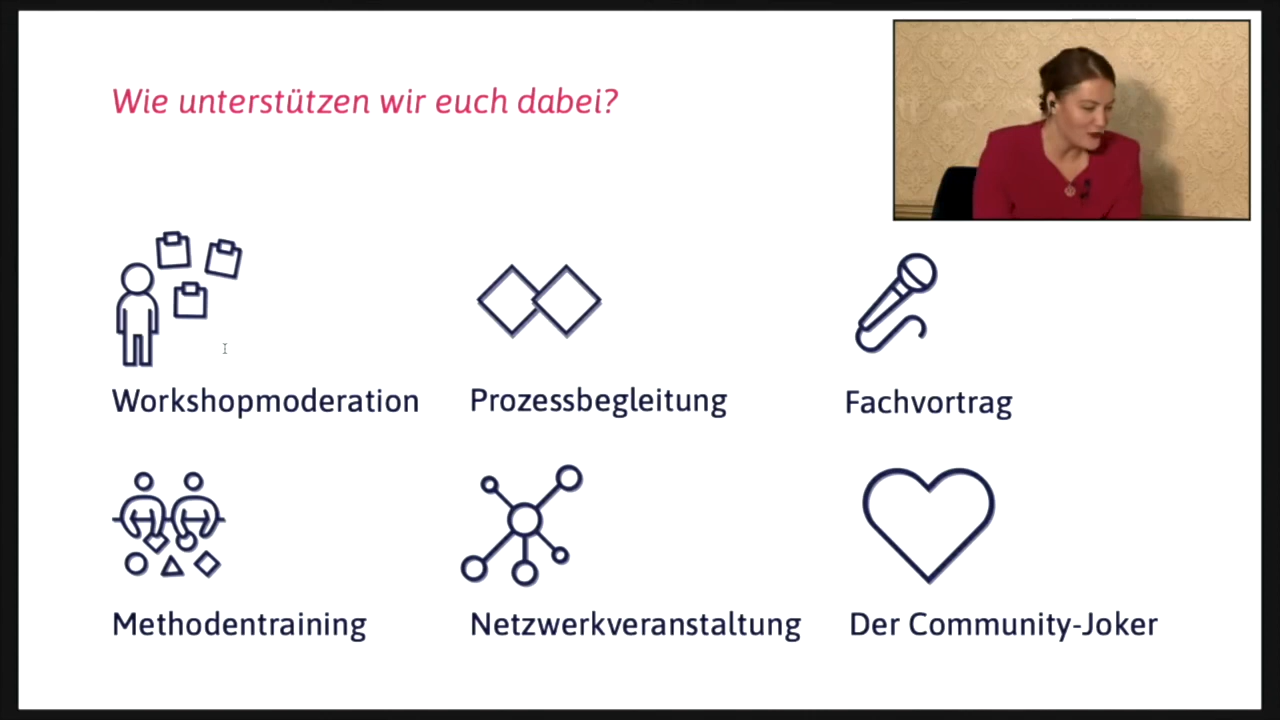 Wie unterstützen wir euch dabei?
Workshopmoderation
Prozessbegleitung
Fachvortrag
Methodentraining
Netzwerkveranstaltung
Der Community-Joker